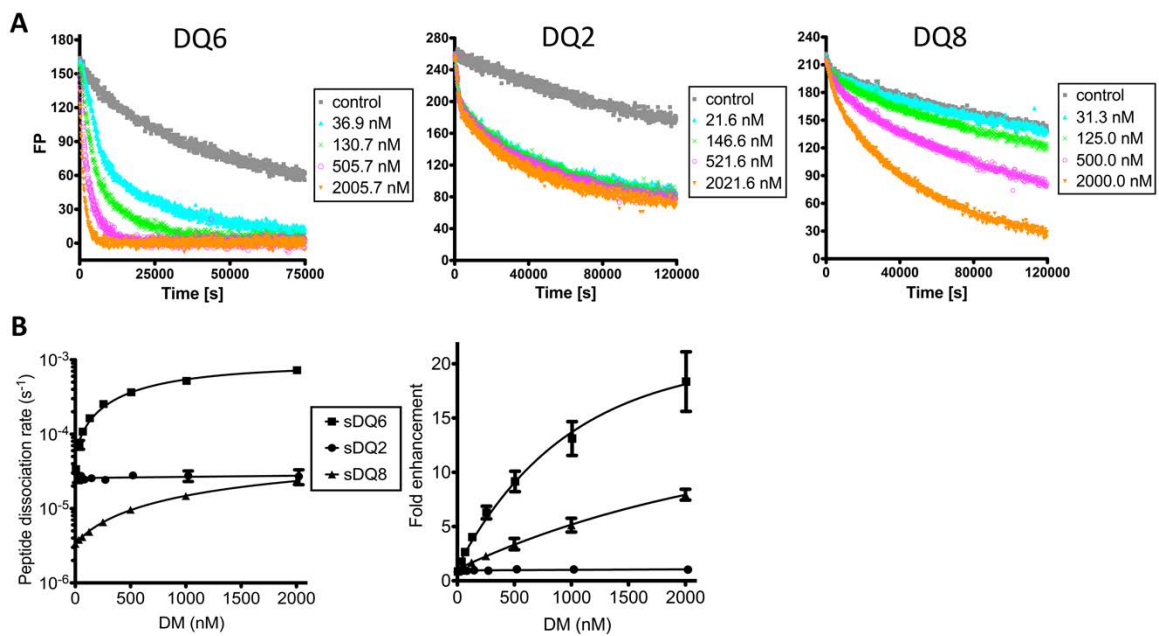 A
DQ6
DQ2
DQ8
FP
180
150
120
90
60
30
0
0 25000 50000 75000
Time [s]
control
36.9 nM
130.7 nM
505.7 nM
2005.7 nM
280
240
200
160
120
80
40
0
0 40000 80000 120000
Time [s]
control
21.6 nM
146.6 nM
521.6 nM
2021.6 nM
240
210
180
150
120
90
60
30
0
0 40000 80000 120000
Time [s]
control
31.3 nM
125.0 nM
500.0 nM
2000.0 nM
B
Peptide dissociation rate (s⁻¹)
10⁻³
10⁻⁴
10⁻⁵
10⁻⁶
0 500 1000 1500 2000
DM (nM)
sDQ6
sDQ2
sDQ8
Fold enhancement
20
15
10
5
0
0 500 1000 1500 2000
DM (nM)